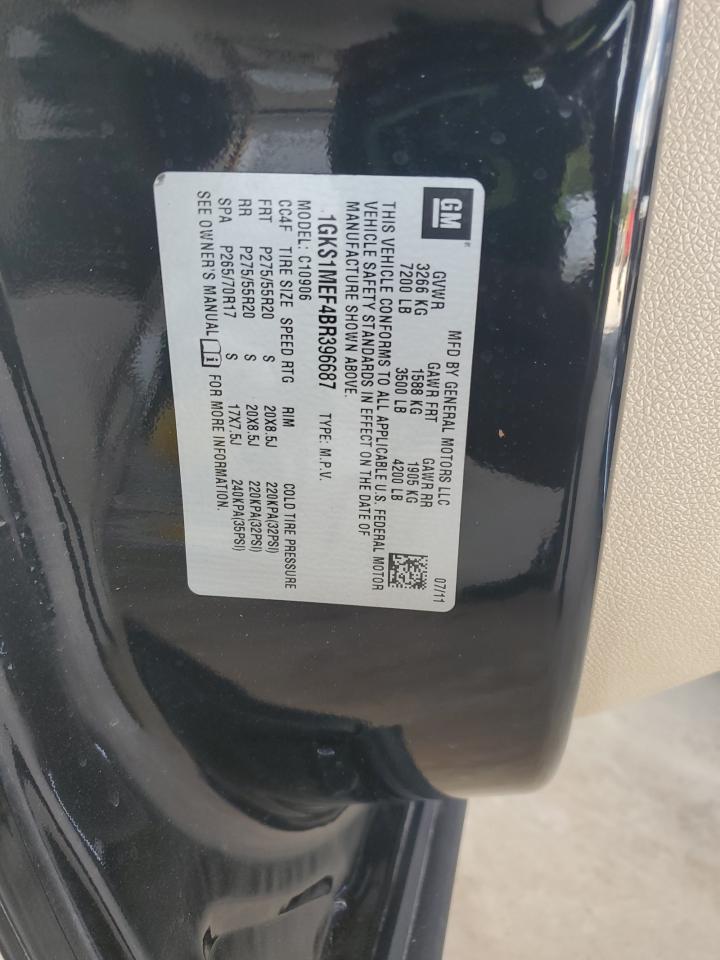 GM
MFD BY GENERAL MOTORS LLC 07/11
GVWR GAWR FRT GAWR RR
3266 KG 1588 KG 1905 KG
7200 LB 3500 LB 4200 LB
THIS VEHICLE CONFORMS TO ALL APPLICABLE U.S. FEDERAL MOTOR
VEHICLE SAFETY STANDARDS IN EFFECT ON THE DATE OF
MANUFACTURE SHOWN ABOVE.
1GKS1MEF4BR396687 TYPE: M.P.V.
MODEL: C10906
CC4F TIRE SIZE SPEED RTG RIM COLD TIRE PRESSURE
FRT P275/55R20 S 20X8.5J 220KPA(32PSI)
RR P275/55R20 S 20X8.5J 220KPA(32PSI)
SPA P265/70R17 S 17X7.5J 240KPA(35PSI)
SEE OWNER'S MANUAL FOR MORE INFORMATION.